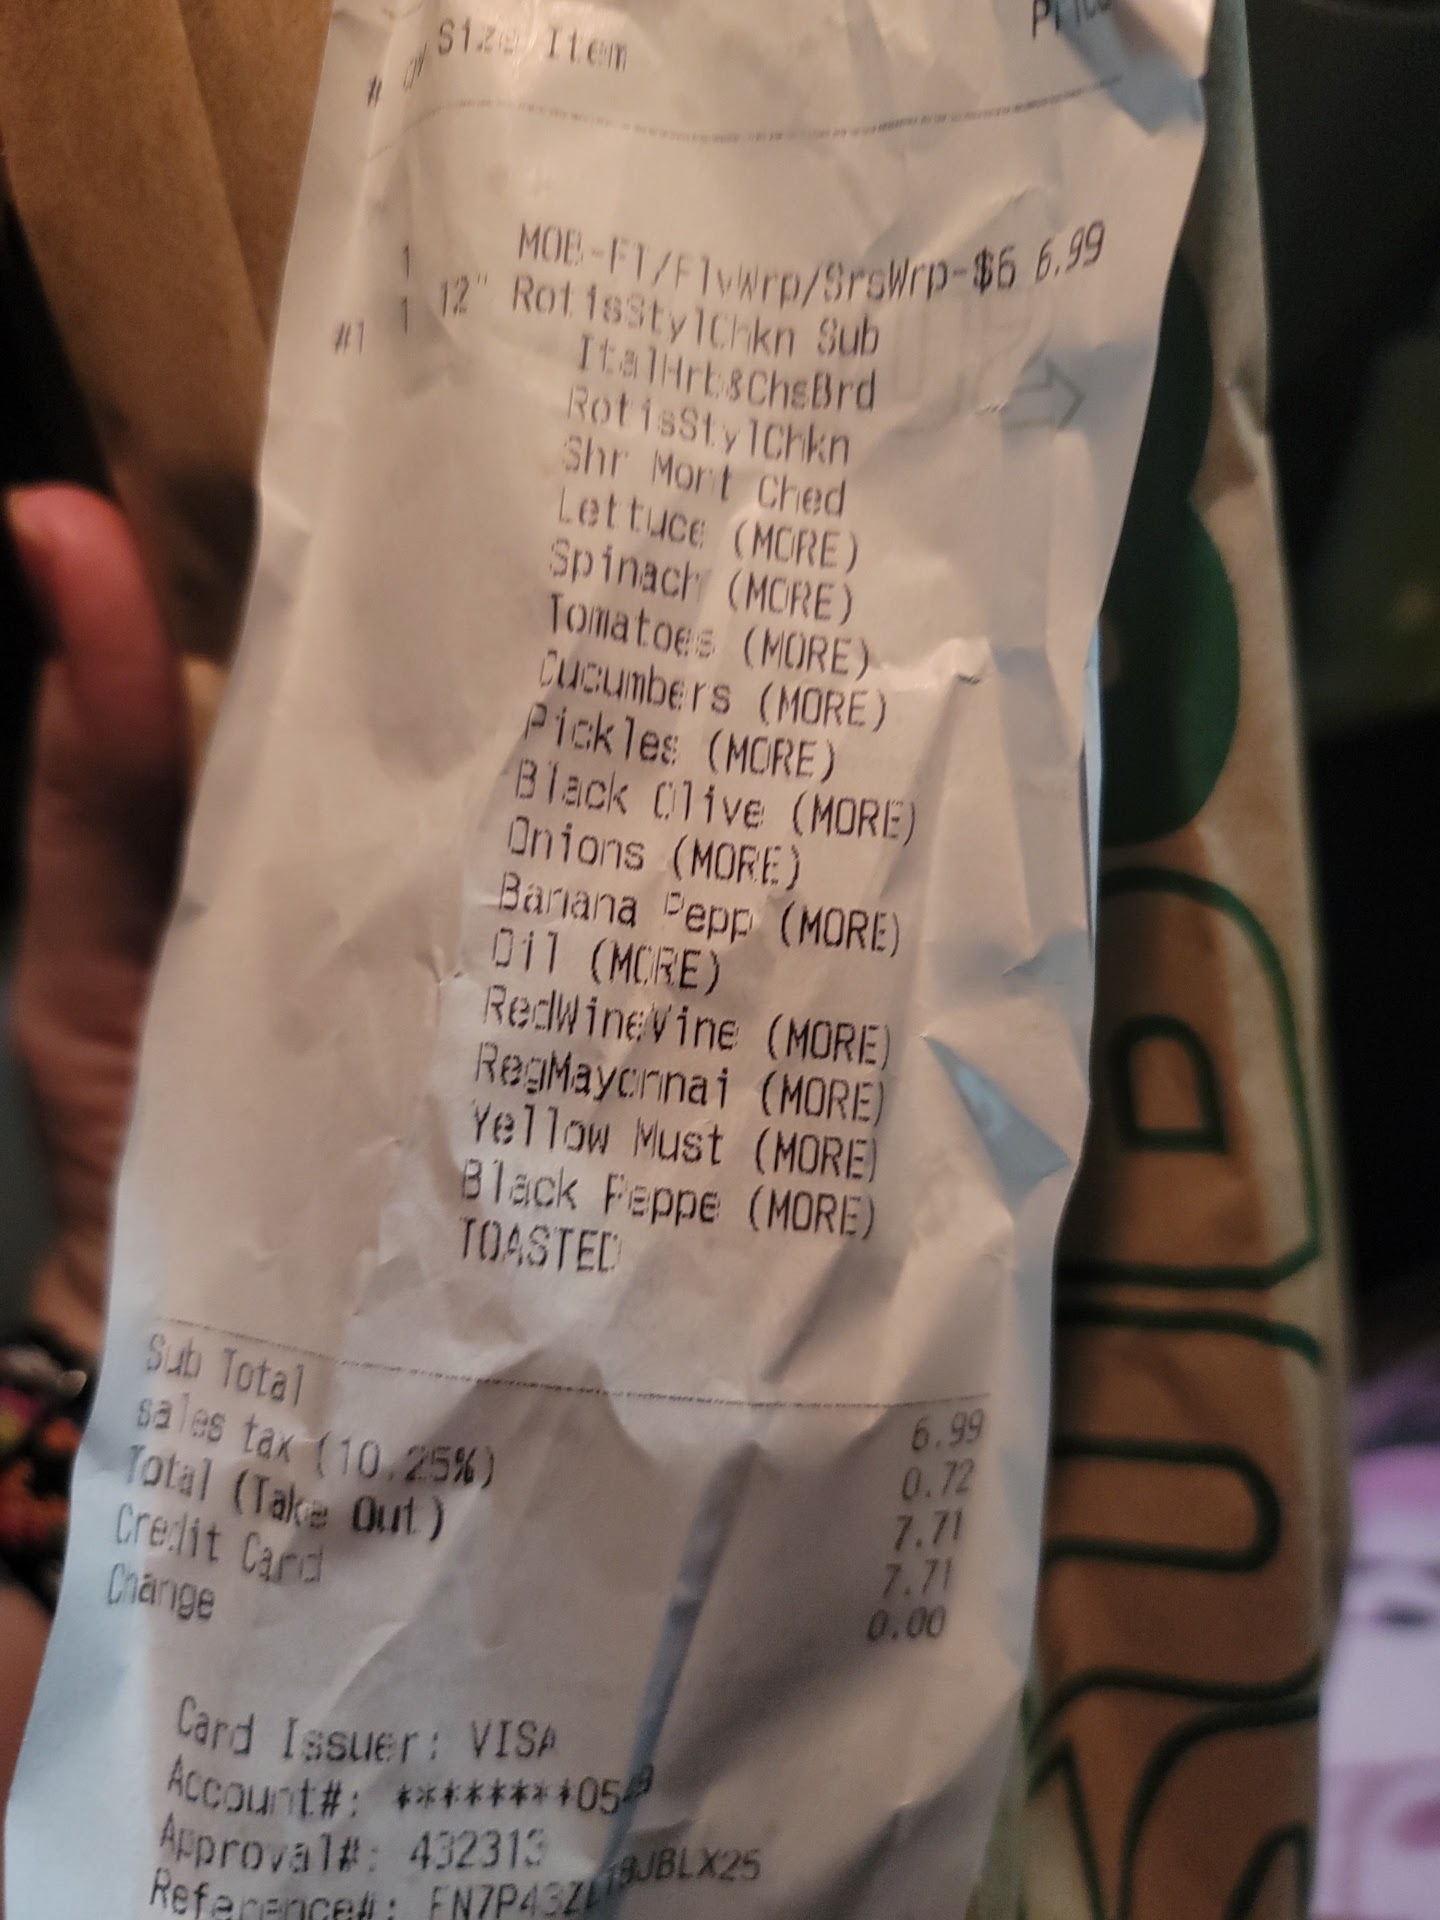 # Qty Size Item Price
1 MOB-Ft/FlvWrp/SrsWrp-$6 6.99
#1 1 12" RotisStylChkn Sub
ItalHrb&ChsBrd
RotisStylChkn
Shr Mont Ched
Lettuce (MORE)
Spinach (MORE)
Tomatoes (MORE)
Cucumbers (MORE)
Pickles (MORE)
Black Olive (MORE)
Onions (MORE)
Banana Pepp (MORE)
Oil (MORE)
RedWineVine (MORE)
RegMayonnai (MORE)
Yellow Must (MORE)
Black Peppe (MORE)
TOASTED
Sub Total 6.99
sales tax (10.25%) 0.72
Total (Take Out) 7.71
Credit Card 7.71
Change 0.00
Card Issuer: VISA
Account#:
Approval#: 432313
Reference#: